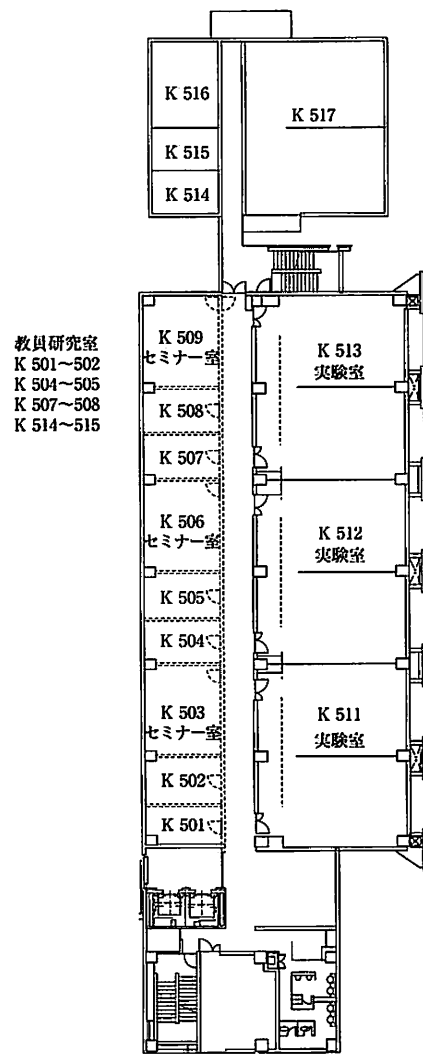 K 516
K 517
K 515
K 514
教員研究室
K 501〜502
K 504〜505
K 507〜508
K 514〜515
K 509
セミナー室
K 513
実験室
K 508
K 507
K 506
セミナー室
K 512
実験室
K 505
K 504
K 503
セミナー室
K 511
実験室
K 502
K 501